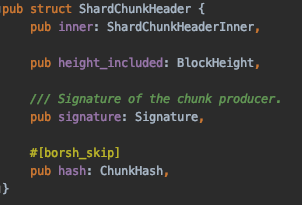 pub struct ShardChunkHeader {
    pub inner: ShardChunkHeaderInner,
    pub height_included: BlockHeight,
    /// Signature of the chunk producer.
    pub signature: Signature,
    #[borsh_skip]
    pub hash: ChunkHash,
}